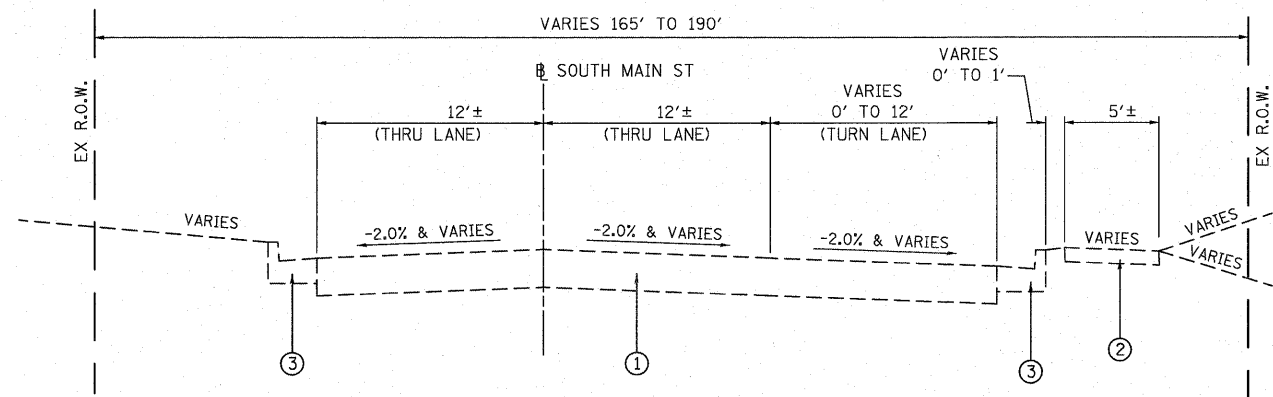 VARIES 165' TO 190'
EX R.O.W.
℄ SOUTH MAIN ST
VARIES
0' TO 1'
EX R.O.W.
12'±
(THRU LANE)
12'±
(THRU LANE)
VARIES
0' TO 12'
(TURN LANE)
5'±
VARIES
-2.0% & VARIES
-2.0% & VARIES
-2.0% & VARIES
VARIES
VARIES
VARIES
3
1
3
2